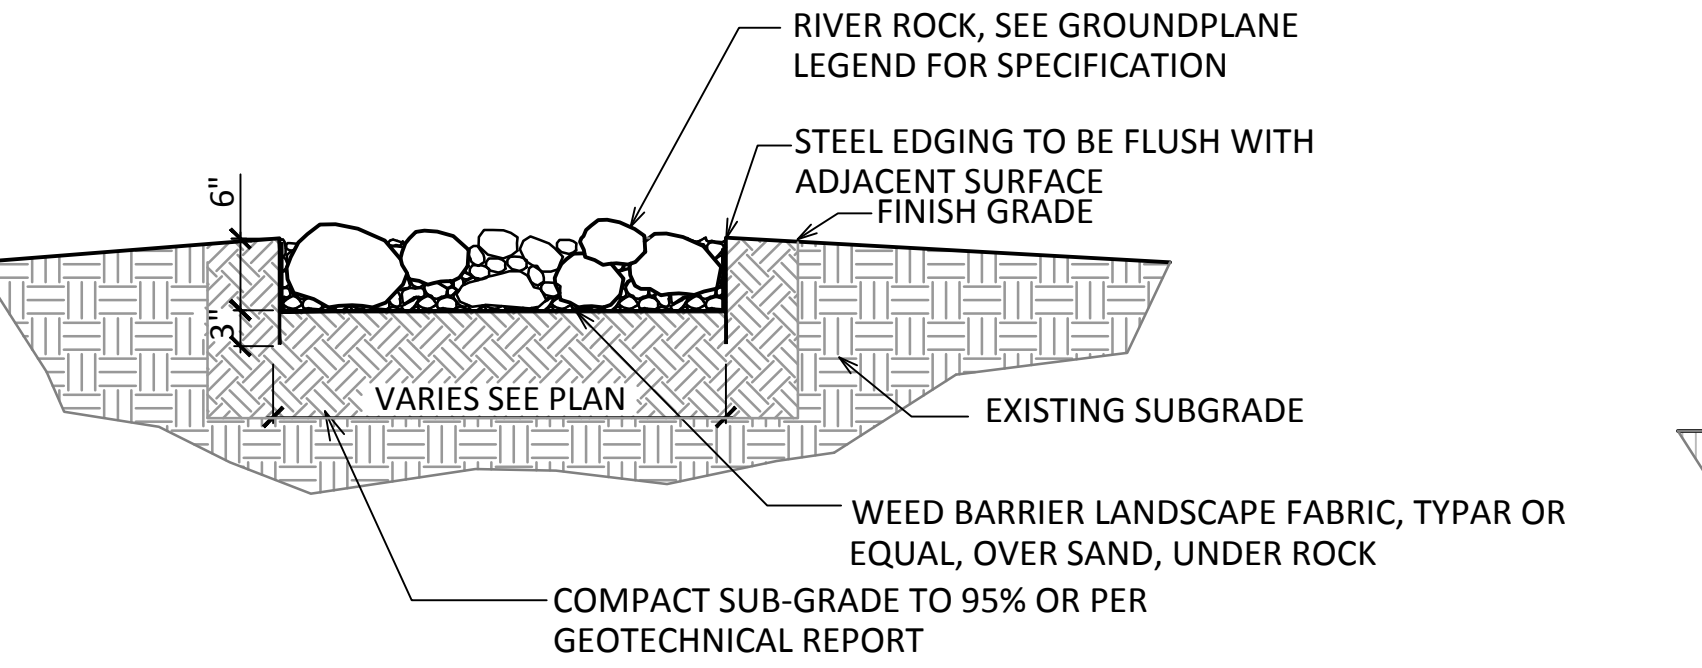 RIVER ROCK, SEE GROUNDPLANE
LEGEND FOR SPECIFICATION
STEEL EDGING TO BE FLUSH WITH
ADJACENT SURFACE
FINISH GRADE
6"
3"
VARIES SEE PLAN
EXISTING SUBGRADE
WEED BARRIER LANDSCAPE FABRIC, TYPAR OR
EQUAL, OVER SAND, UNDER ROCK
COMPACT SUB-GRADE TO 95% OR PER
GEOTECHNICAL REPORT